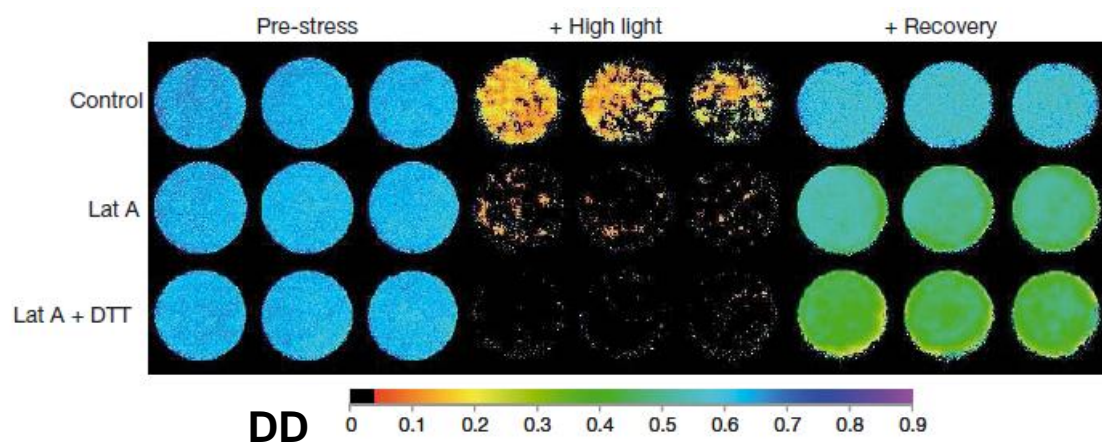 Pre-stress + High light + Recovery
Control
Lat A
Lat A + DTT
DD 0 0.1 0.2 0.3 0.4 0.5 0.6 0.7 0.8 0.9